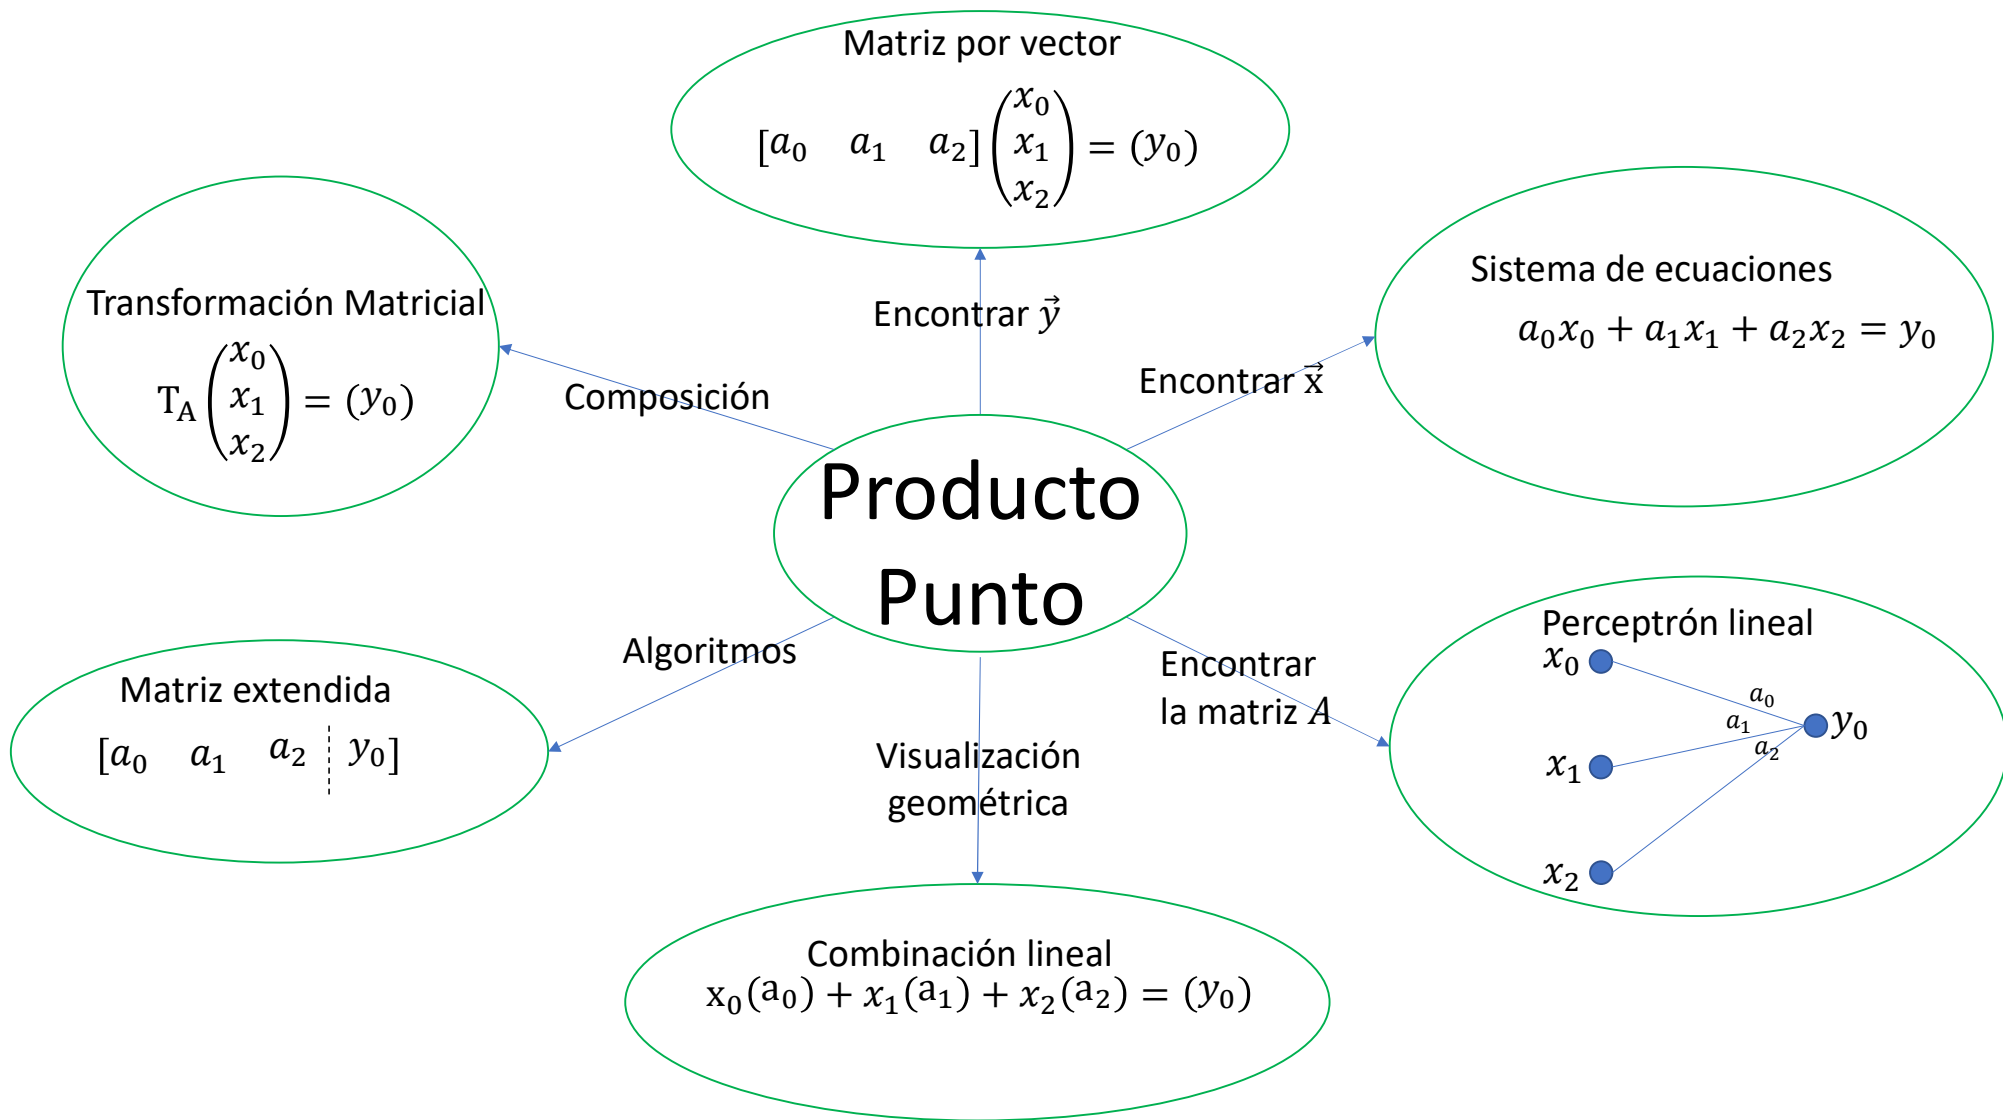 Matriz por vector
[a₀ a₁ a₂] (x₀ x₁ x₂) = (y₀)
Transformación Matricial
T_A (x₀ x₁ x₂) = (y₀)
Encontrar y⃗
Sistema de ecuaciones
a₀x₀ + a₁x₁ + a₂x₂ = y₀
Composición
Encontrar x⃗
Producto
Punto
Algoritmos
Matriz extendida
[a₀ a₁ a₂ ¦ y₀]
Visualización
geométrica
Encontrar
la matriz A
Perceptrón lineal
x₀
a₀
a₁
y₀
a₂
x₁
x₂
Combinación lineal
x₀(a₀) + x₁(a₁) + x₂(a₂) = (y₀)